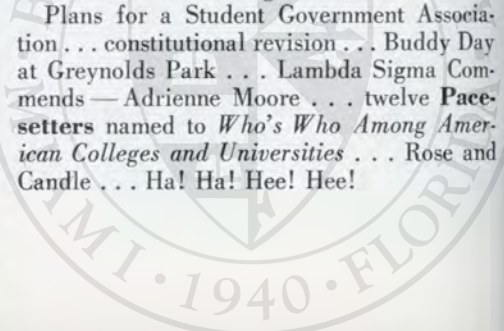 Plans for a Student Government Associa-
tion . . . constitutional revision . . . Buddy Day
at Greynolds Park . . . Lambda Sigma Com-
mends — Adrienne Moore . . . twelve Pace-
setters named to Who's Who Among Amer-
ican Colleges and Universities . . . Rose and
Candle . . . Ha! Ha! Hee! Hee!
MIAMI · 1940 · FLORID